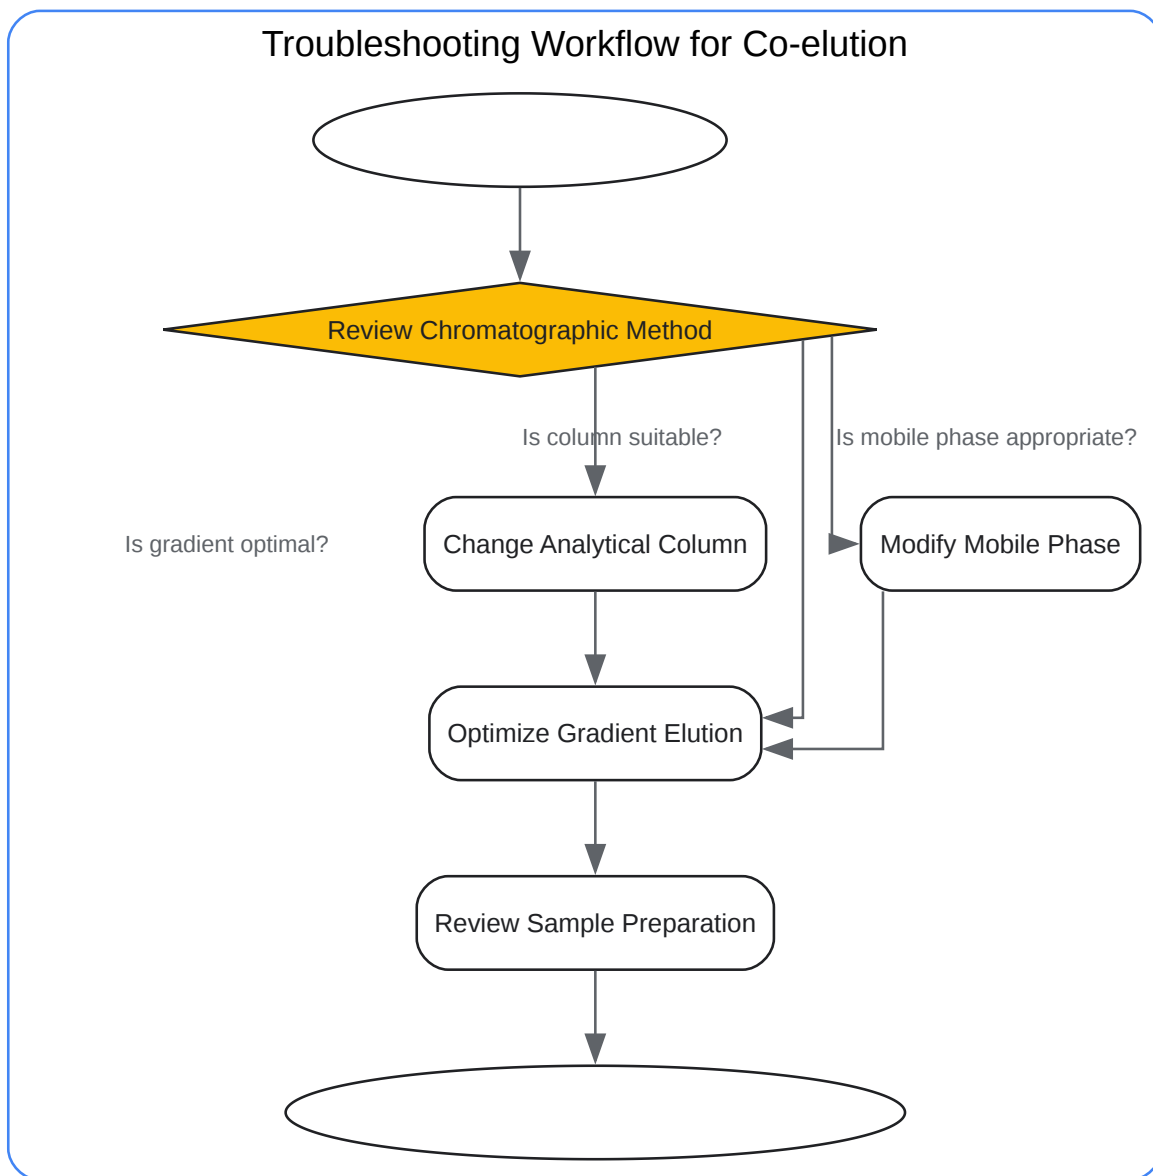 Troubleshooting Workflow for Co-elution
Review Chromatographic Method
Is column suitable?
Is mobile phase appropriate?
Is gradient optimal?
Change Analytical Column
Modify Mobile Phase
Optimize Gradient Elution
Review Sample Preparation